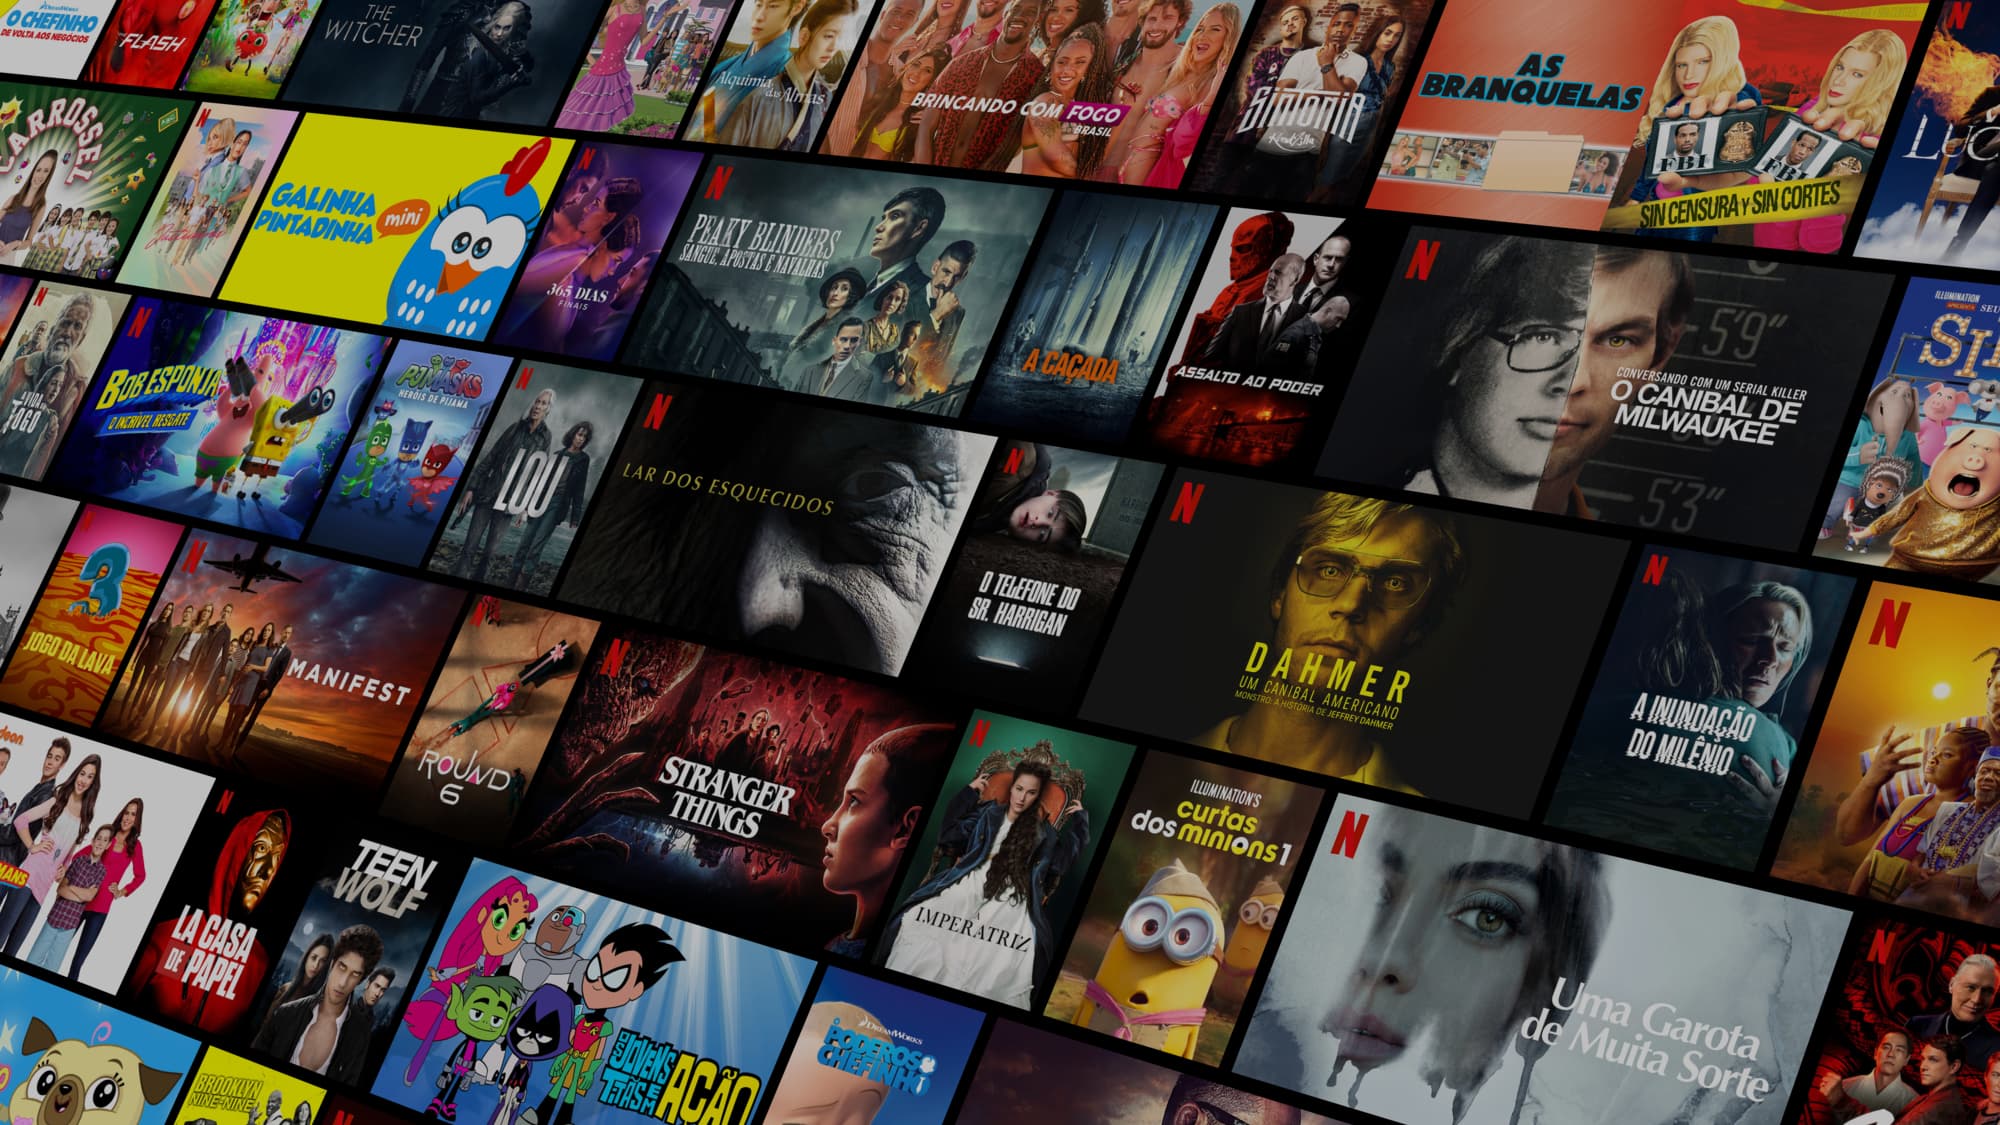 DREAMWORKS
O CHEFINHO
DE VOLTA AOS NEGÓCIOS
FLASH
THE
WITCHER
Alquimia
das Almas
BRINCANDO COM FOGO
BRASIL
SINTONIA
KondZilla
AS
BRANQUELAS
FBI
FBI
SIN CENSURA Y SIN CORTES
N
CARROSSEL
N
GALINHA
PINTADINHA
mini
N
365 DIAS
FINAIS
N
PEAKY BLINDERS
SANGUE, APOSTAS E NAVALHAS
A CAÇADA
ASSALTO AO PODER
N
5'9"
5'3"
CONVERSANDO COM UM SERIAL KILLER
O CANIBAL DE
MILWAUKEE
ILLUMINATION
APRESENTA
N
N
BOB ESPONJA
O INCRÍVEL RESGATE
PJMASKS
HERÓIS DE PIJAMA
N
LOU
N
LAR DOS ESQUECIDOS
N
O TELEFONE DO
SR. HARRIGAN
N
DAHMER
UM CANIBAL AMERICANO
MONSTRO: A HISTÓRIA DE JEFFREY DAHMER
N
A INUNDAÇÃO
DO MILÊNIO
N
3
JOGO DA LAVA
N
MANIFEST
N
ROUND
6
N
STRANGER
THINGS
N
A
IMPERATRIZ
ILLUMINATION'S
curtas
dos minions 1
N
Uma Garota
de Muita Sorte
N
N
LA CASA
DE PAPEL
TEEN
WOLF
OS JOVENS
TITÃS EM
AÇÃO
DREAMWORKS
O
PODEROSO
CHEFINHO
BROOKLYN
NINE-NINE
N